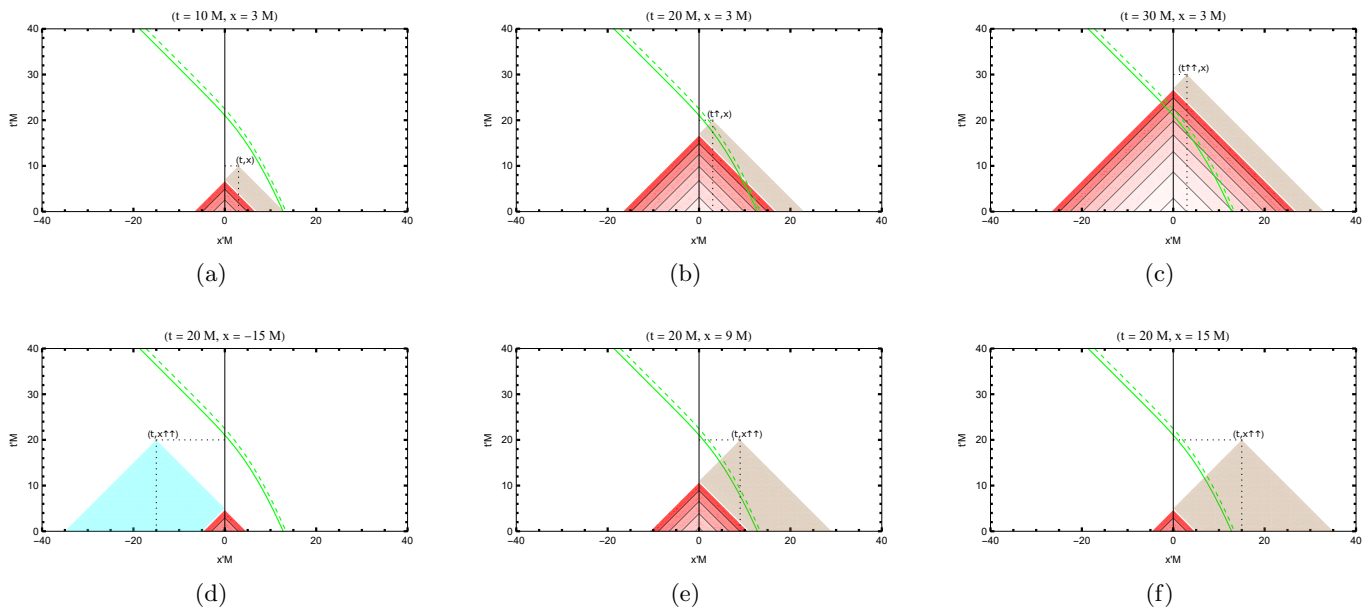 (t = 10 M, x = 3 M)
40
30
20
10
0
t'M
(t,x)
−40 −20 0 20 40
x'M
(a)
(t = 20 M, x = 3 M)
40
30
20
10
0
t'M
(t↑,x)
−40 −20 0 20 40
x'M
(b)
(t = 30 M, x = 3 M)
40
30
20
10
0
t'M
(t↑↑,x)
−40 −20 0 20 40
x'M
(c)
(t = 20 M, x = −15 M)
40
30
20
10
0
t'M
(t,x↑↑)
−40 −20 0 20 40
x'M
(d)
(t = 20 M, x = 9 M)
40
30
20
10
0
t'M
(t,x↑↑)
−40 −20 0 20 40
x'M
(e)
(t = 20 M, x = 15 M)
40
30
20
10
0
t'M
(t,x↑↑)
−40 −20 0 20 40
x'M
(f)